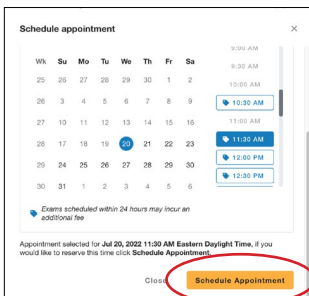 Schedule appointment
9:00 AM
Wk Su Mo Tu We Th Fr Sa
9:30 AM
25 25 26 27 28 29 30 1 2
10:00 AM
26 3 4 5 6 7 8 9
10:30 AM
27 10 11 12 13 14 15 16
11:00 AM
28 17 18 19 20 21 22 23
11:30 AM
29 24 25 26 27 28 29 30
12:00 PM
30 31 1 2 3 4 5 6
12:30 PM
Exams scheduled within 24 hours may incur an
additional fee
Appointment selected for Jul 20, 2022 11:30 AM Eastern
Daylight Time, if you
would like to reserve this time click Schedule Appointment.
Close
Schedule Appointment